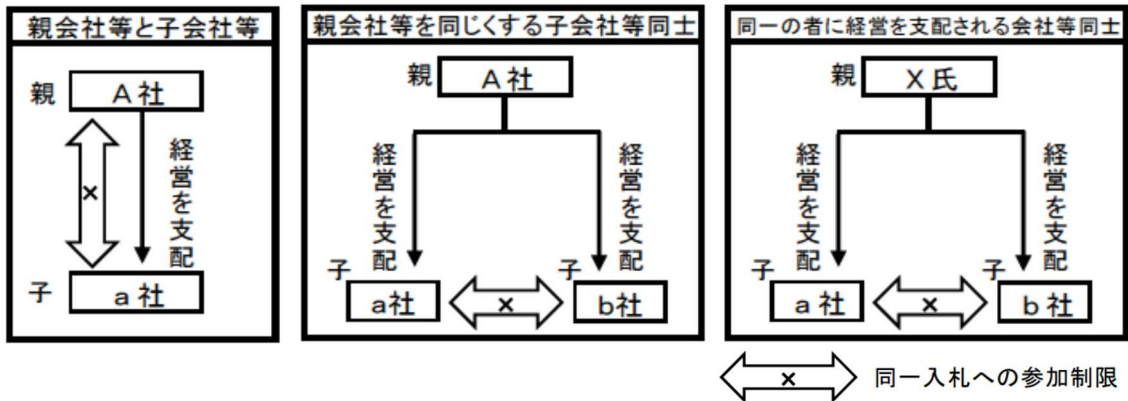 親会社等と子会社等
親 A社
×
経営を支配
子 a社
親会社等を同じくする子会社等同士
親 A社
経営を支配
経営を支配
子 子
a社 × b社
同一の者に経営を支配される会社等同士
親 X氏
経営を支配
経営を支配
子 子
a社 × b社
× 同一入札への参加制限